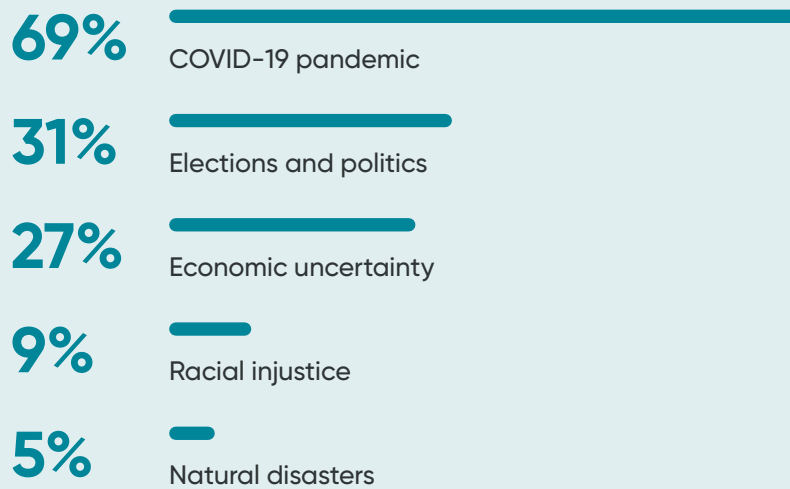 69%
COVID-19 pandemic
31%
Elections and politics
27%
Economic uncertainty
9%
Racial injustice
5%
Natural disasters